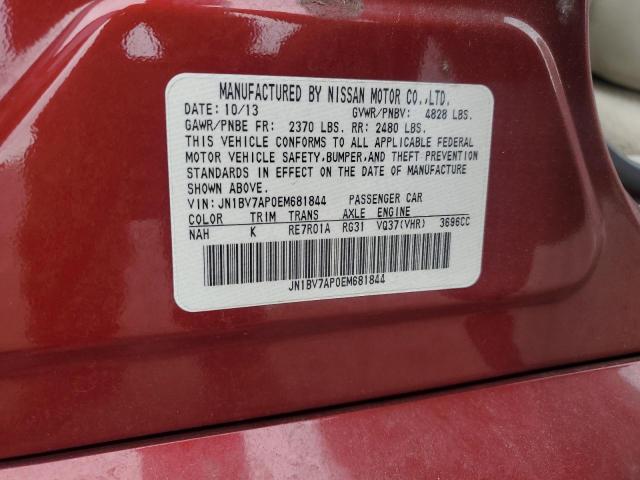 MANUFACTURED BY NISSAN MOTOR CO.,LTD.
DATE: 10/13 GVWR/PNBV: 4828 LBS.
GAWR/PNBE FR: 2370 LBS. RR: 2480 LBS.
THIS VEHICLE CONFORMS TO ALL APPLICABLE FEDERAL
MOTOR VEHICLE SAFETY,BUMPER,AND THEFT PREVENTION
STANDARDS IN EFFECT ON THE DATE OF MANUFACTURE
SHOWN ABOVE.
VIN: JN1BV7AP0EM681844 PASSENGER CAR
COLOR TRIM TRANS AXLE ENGINE
NAH K RE7R01A RG31 VQ37(VHR) 3696CC
JN1BV7AP0EM681844